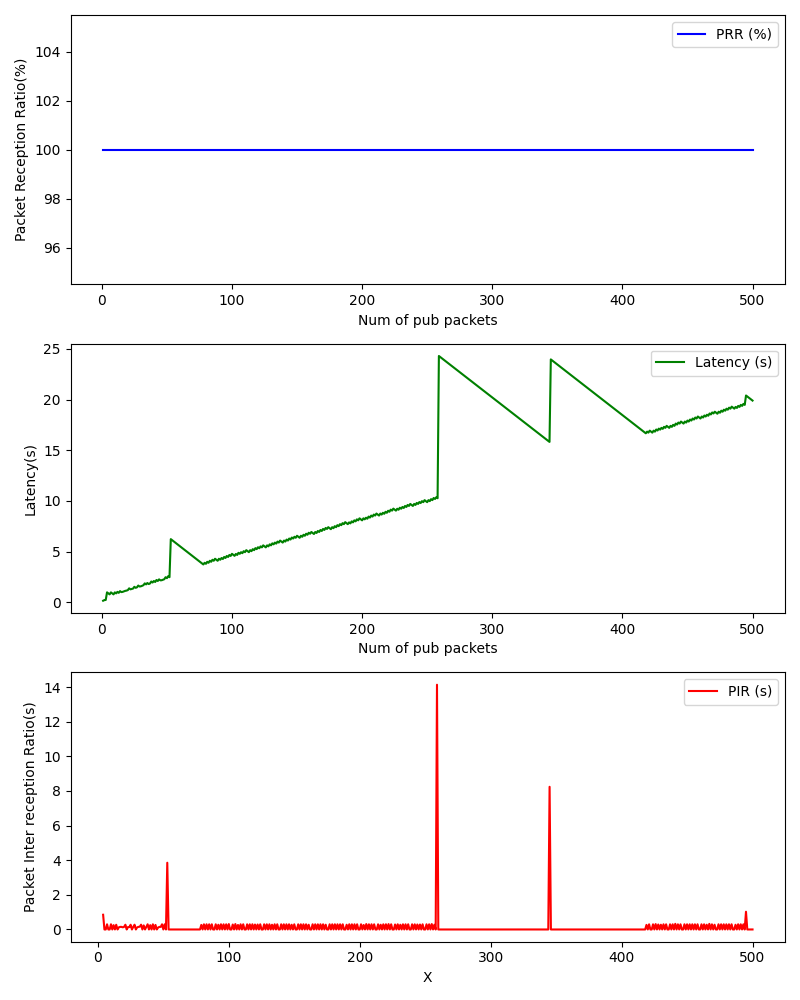 PRR (%)
Packet Reception Ratio(%)
104
102
100
98
96
0 100 200 300 400 500
Num of pub packets
Latency (s)
Latency(s)
25
20
15
10
5
0
0 100 200 300 400 500
Num of pub packets
PIR (s)
Packet Inter reception Ratio(s)
14
12
10
8
6
4
2
0
0 100 200 300 400 500
X